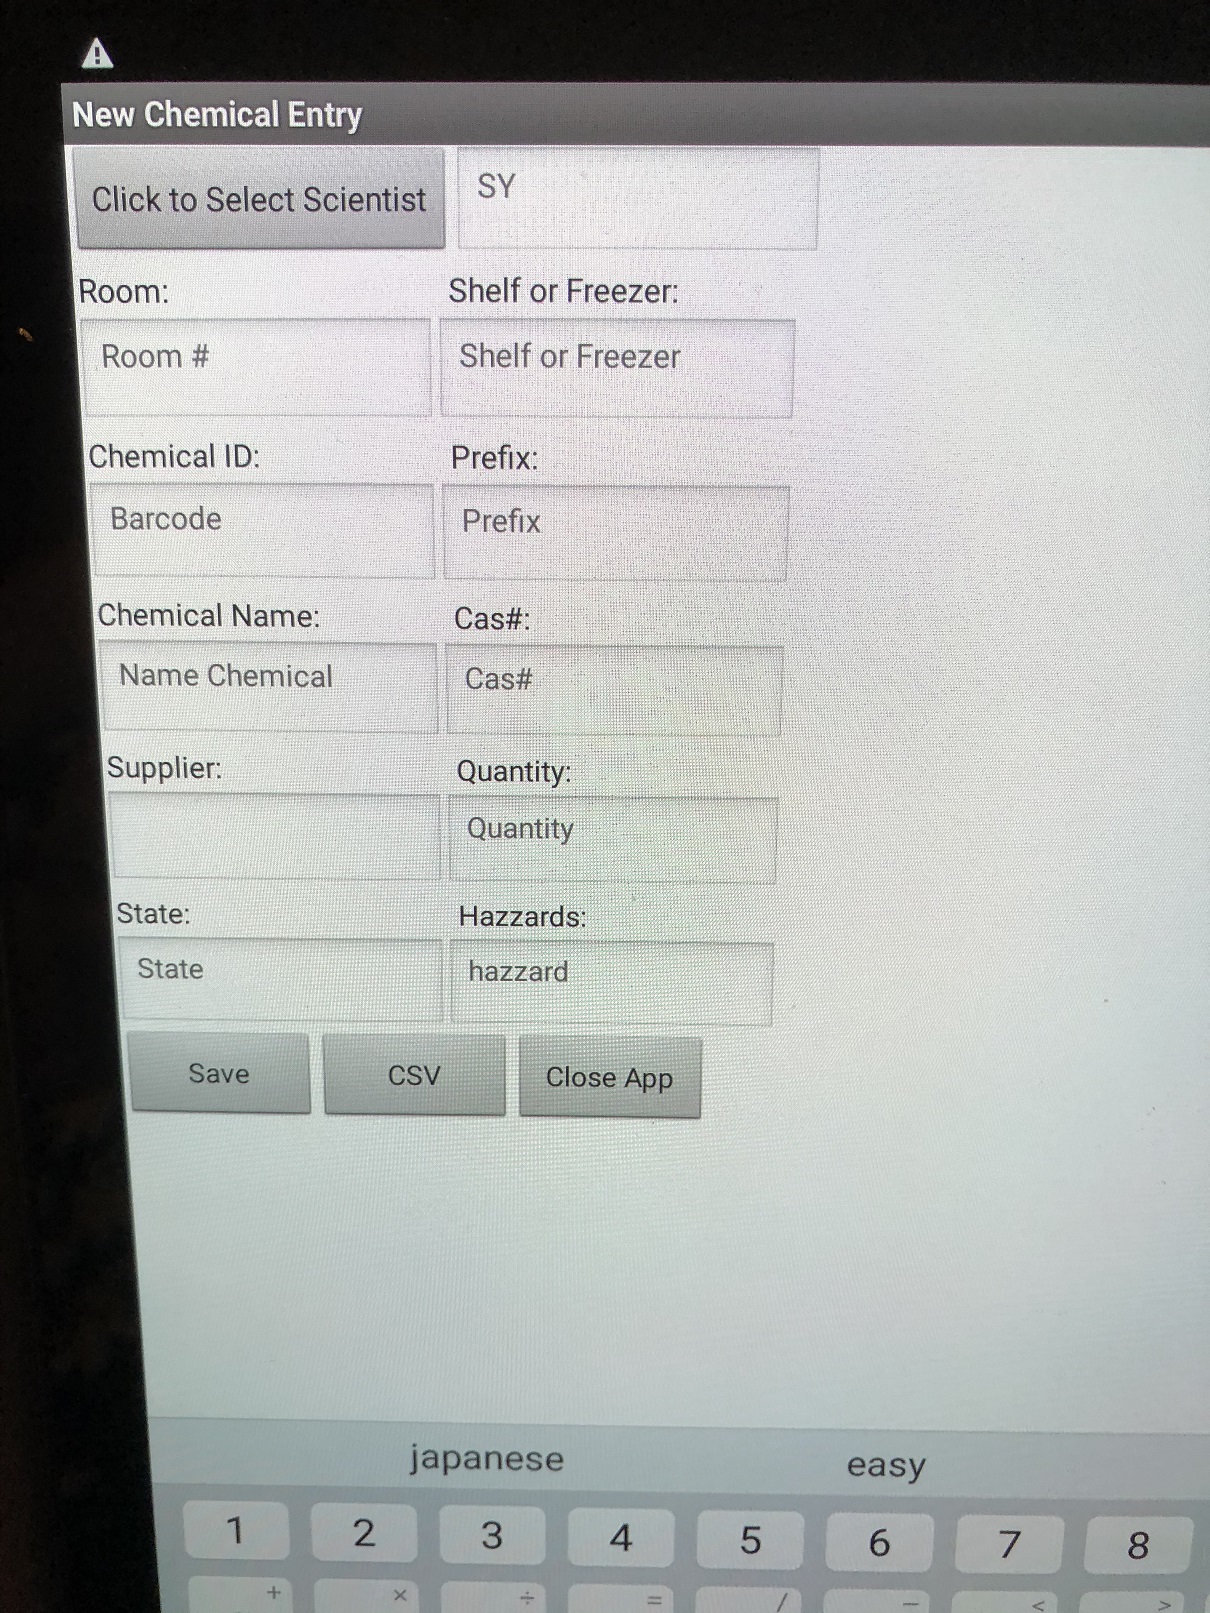 New Chemical Entry
Click to Select Scientist SY
Room: Shelf or Freezer:
Room # Shelf or Freezer
Chemical ID: Prefix:
Barcode Prefix
Chemical Name: Cas#:
Name Chemical Cas#
Supplier: Quantity:
Quantity
State: Hazzards:
State hazzard
Save CSV Close App
japanese easy
1 2 3 4 5 6 7 8
+ × ÷ = / — < >